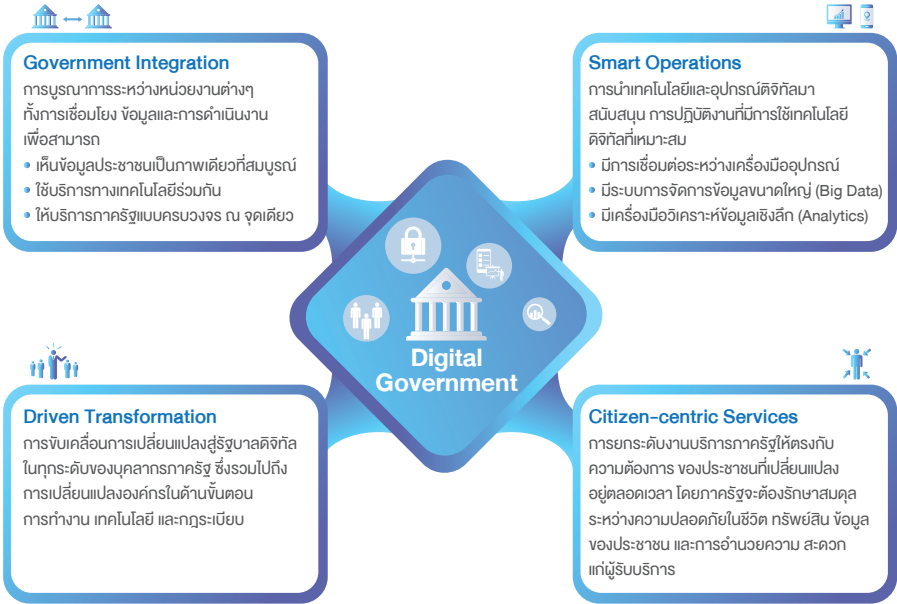 Government Integration
การบูรณาการระหว่างหน่วยงานต่างๆ
ทั้งการเชื่อมโยง ข้อมูลและการดำเนินงาน
เพื่อสามารถ
• เห็นข้อมูลประชาชนเป็นภาพเดียวที่สมบูรณ์
• ใช้บริการทางเทคโนโลยีร่วมกัน
• ให้บริการภาครัฐแบบครบวงจร ณ จุดเดียว
Smart Operations
การนำเทคโนโลยีและอุปกรณ์ดิจิทัลมา
สนับสนุน การปฏิบัติงานที่มีการใช้เทคโนโลยี
ดิจิทัลที่เหมาะสม
• มีการเชื่อมต่อระหว่างเครื่องมืออุปกรณ์
• มีระบบการจัดการข้อมูลขนาดใหญ่ (Big Data)
• มีเครื่องมือวิเคราะห์ข้อมูลเชิงลึก (Analytics)
Digital
Government
Driven Transformation
การขับเคลื่อนการเปลี่ยนแปลงสู่รัฐบาลดิจิทัล
ในทุกระดับของบุคลากรภาครัฐ ซึ่งรวมไปถึง
การเปลี่ยนแปลงองค์กรในด้านขั้นตอน
การทำงาน เทคโนโลยี และกฎระเบียบ
Citizen-centric Services
การยกระดับงานบริการภาครัฐให้ตรงกับ
ความต้องการ ของประชาชนที่เปลี่ยนแปลง
อยู่ตลอดเวลา โดยภาครัฐจะต้องรักษาสมดุล
ระหว่างความปลอดภัยในชีวิต ทรัพย์สิน ข้อมูล
ของประชาชน และการอำนวยความ สะดวก
แก่ผู้รับบริการ